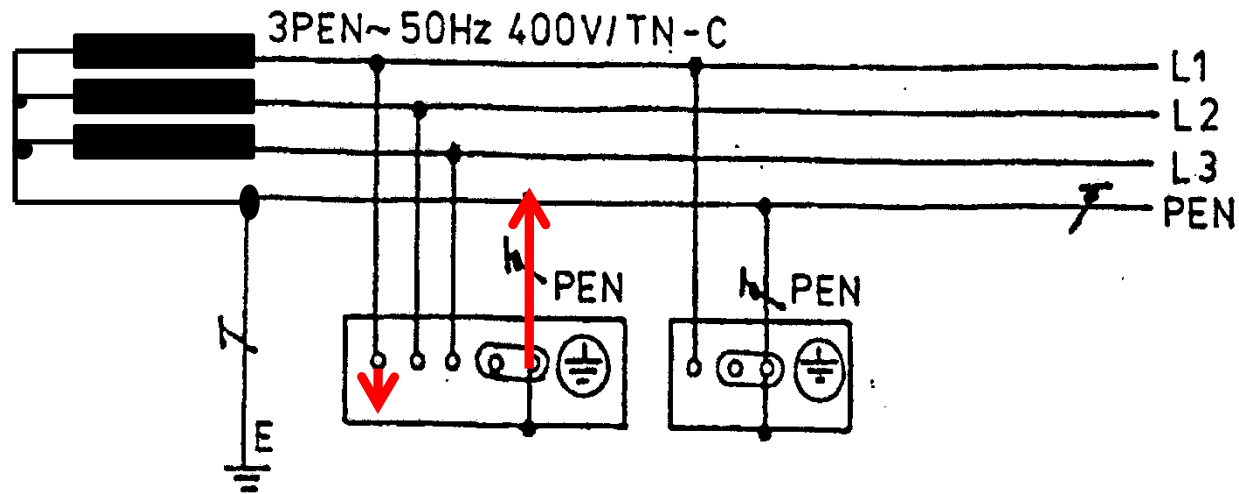 3PEN~ 50Hz 400V/TN-C
L1
L2
L3
PEN
PEN
PEN
E